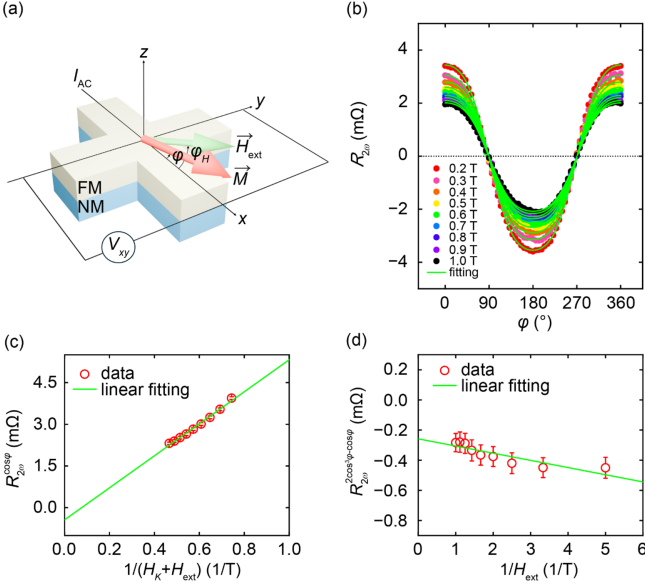 (a)
z
I_AC
y
φ
φ_H
H_ext
M
FM
NM
x
V_xy
(b)
R_2ω (mΩ)
4
2
0
−2
−4
0.2 T
0.3 T
0.4 T
0.5 T
0.6 T
0.7 T
0.8 T
0.9 T
1.0 T
fitting
0 90 180 270 360
φ (°)
(c)
data
linear fitting
R_2ω^cosφ (mΩ)
4.5
3.0
1.5
0.0
0.0 0.2 0.4 0.6 0.8 1.0
1/(H_K+H_ext) (1/T)
(d)
data
linear fitting
R_2ω^2cos³φ-cosφ (mΩ)
0.2
0.0
−0.2
−0.4
−0.6
−0.8
0 1 2 3 4 5 6
1/H_ext (1/T)